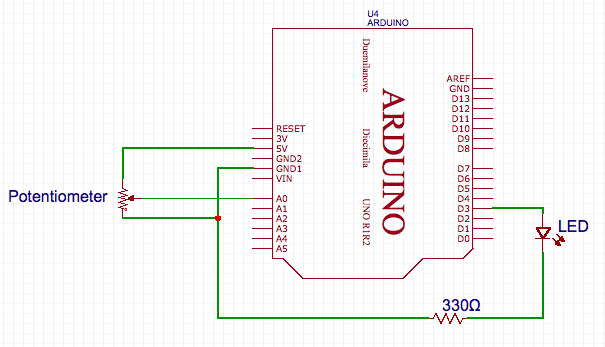 U4
ARDUINO
Duemilanove
Diecimila
UNO R1R2
ARDUINO
RESET
3V
5V
GND2
GND1
VIN
A0
A1
A2
A3
A4
A5
AREF
GND
D13
D12
D11
D10
D9
D8
D7
D6
D5
D4
D3
D2
D1
D0
Potentiometer
LED
330Ω